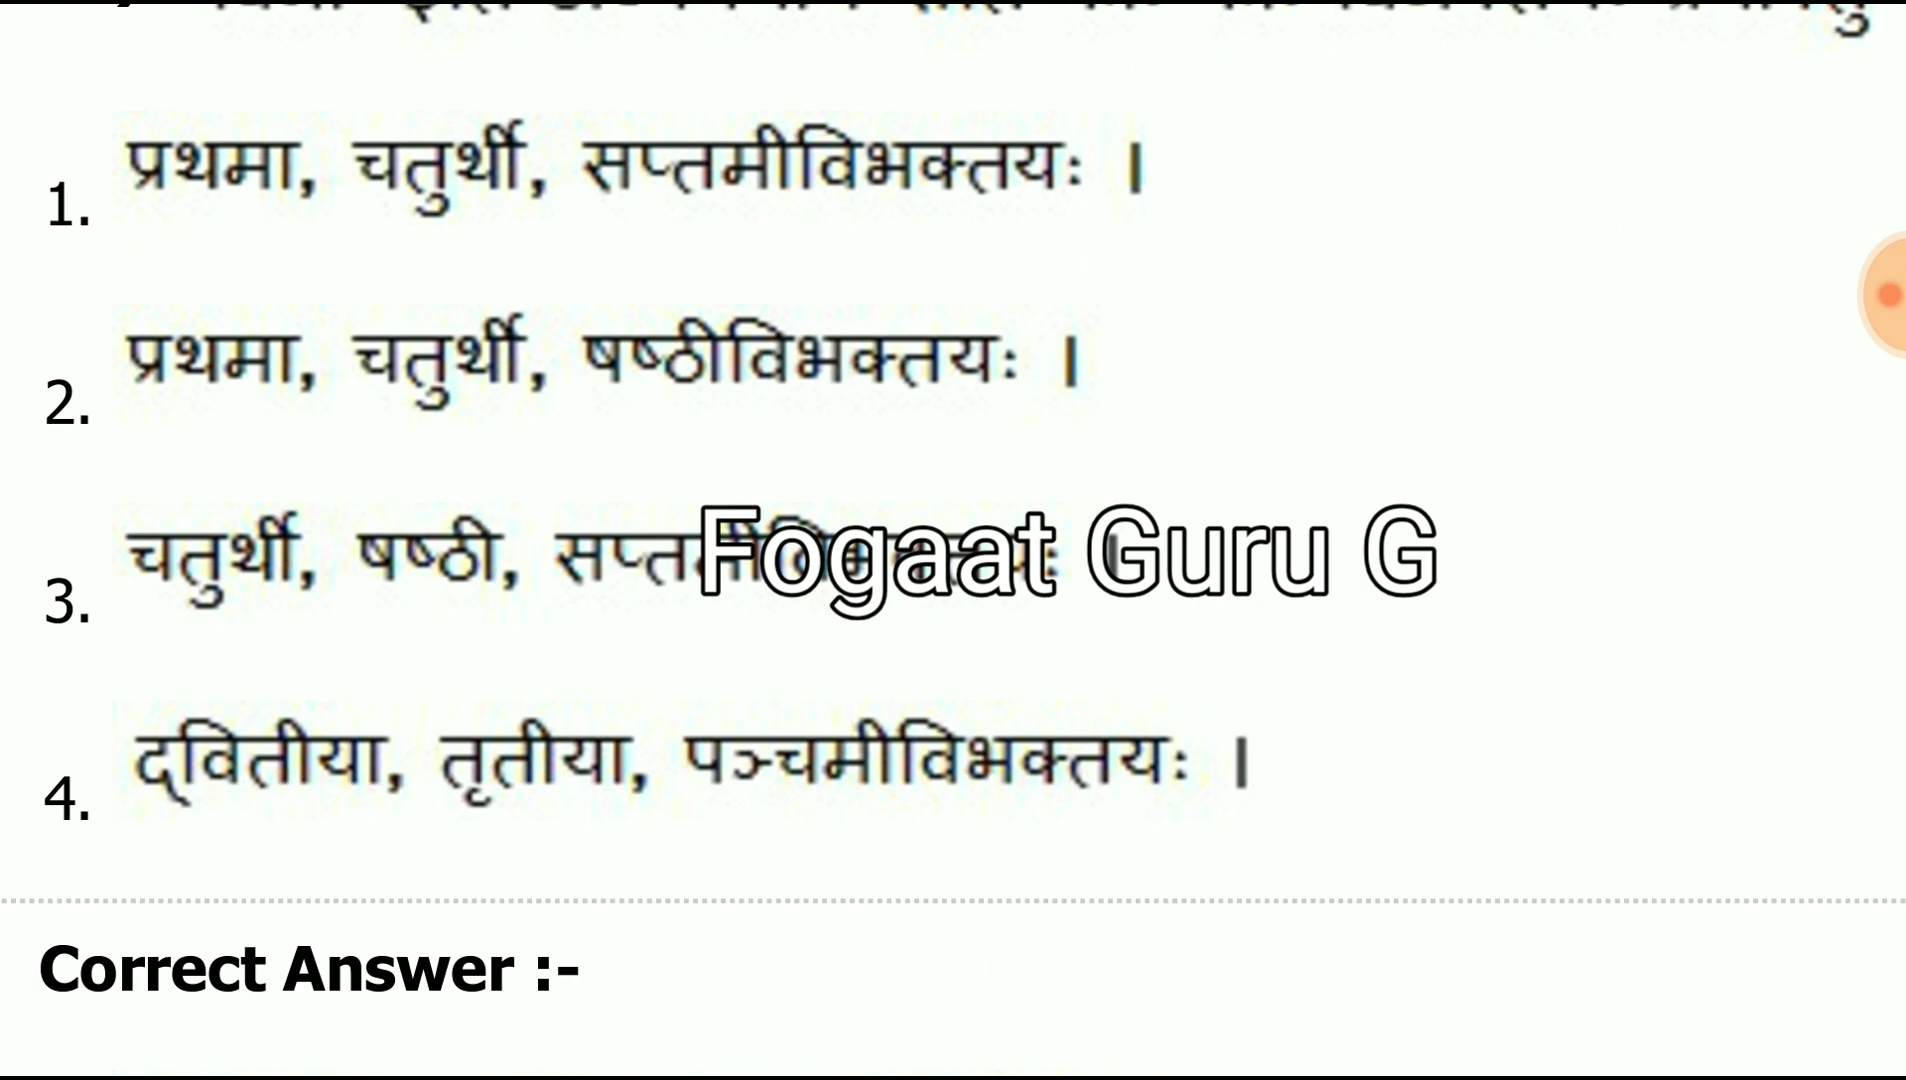 1. प्रथमा, चतुर्थी, सप्तमीविभक्तयः ।
2. प्रथमा, चतुर्थी, षष्ठीविभक्तयः ।
3. चतुर्थी, षष्ठी, Fogaat Guru G
4. द्वितीया, तृतीया, पञ्चमीविभक्तयः ।
Correct Answer :-